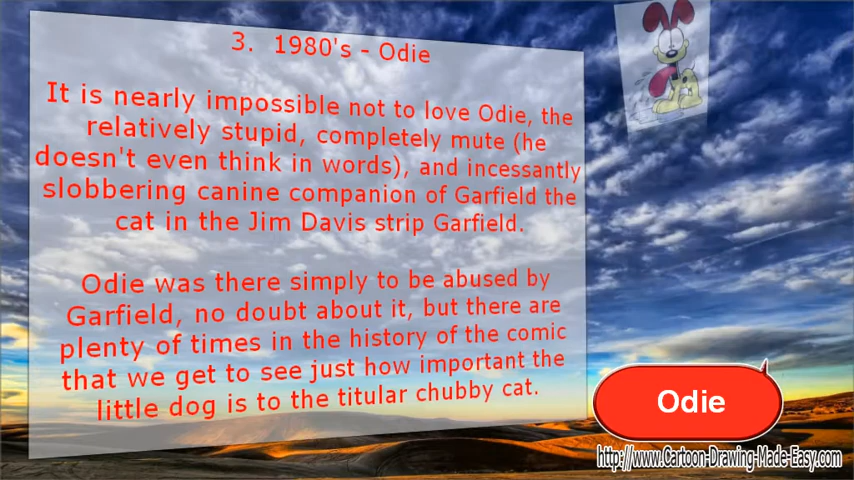 3. 1980's - Odie
It is nearly impossible not to love Odie, the
relatively stupid, completely mute (he
doesn't even think in words), and incessantly
slobbering canine companion of Garfield the
cat in the Jim Davis strip Garfield.
Odie was there simply to be abused by
Garfield, no doubt about it, but there are
plenty of times in the history of the comic
that we get to see just how important the
little dog is to the titular chubby cat.
Odie
http://www.Cartoon-Drawing-Made-Easy.com